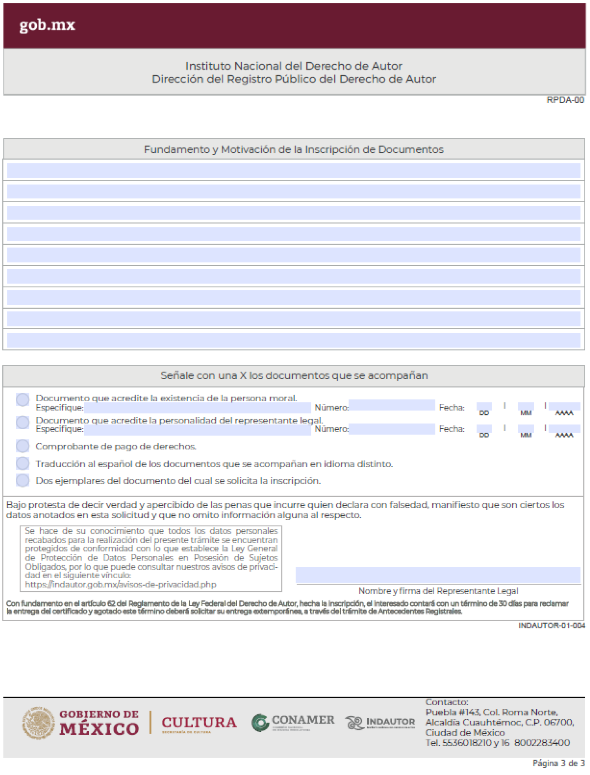 gob.mx
Instituto Nacional del Derecho de Autor
Dirección del Registro Público del Derecho de Autor
RPDA-00
Fundamento y Motivación de la Inscripción de Documentos
Señale con una X los documentos que se acompañan
Documento que acredite la existencia de la persona moral.
Especifique: Número: Fecha: / /
DD MM AAAA
Documento que acredite la personalidad del representante legal.
Especifique: Número: Fecha: / /
DD MM AAAA
Comprobante de pago de derechos.
Traducción al español de los documentos que se acompañan en idioma distinto.
Dos ejemplares del documento del cual se solicita la inscripción.
Bajo protesta de decir verdad y apercibido de las penas que incurre quien declara con falsedad, manifiesto que son ciertos los
datos anotados en esta solicitud y que no omito información alguna al respecto.
Se hace de su conocimiento que todos los datos personales
recabados para la realización del presente trámite se encuentran
protegidos de conformidad con lo que establece la Ley General
de Protección de Datos Personales en Posesión de Sujetos
Obligados, por lo que puede consultar nuestros avisos de privaci-
dad en el siguiente vínculo:
https://indautor.gob.mx/avisos-de-privacidad.php
Nombre y firma del Representante Legal
Con fundamento en el artículo 62 del Reglamento de la Ley Federal del Derecho de Autor, hecha la inscripción, el interesado contará con un término de 30 días para reclamar
la entrega del certificado y agotado este término deberá solicitar su entrega extemporánea, a través del trámite de Antecedentes Registrales.
INDAUTOR-01-004
GOBIERNO DE
MÉXICO
CULTURA
SECRETARÍA DE CULTURA
CONAMER
INDAUTOR
Contacto:
Puebla #143, Col. Roma Norte,
Alcaldía Cuauhtémoc, C.P. 06700,
Ciudad de México
Tel. 5536018210 y 16 8002283400
Página 3 de 3